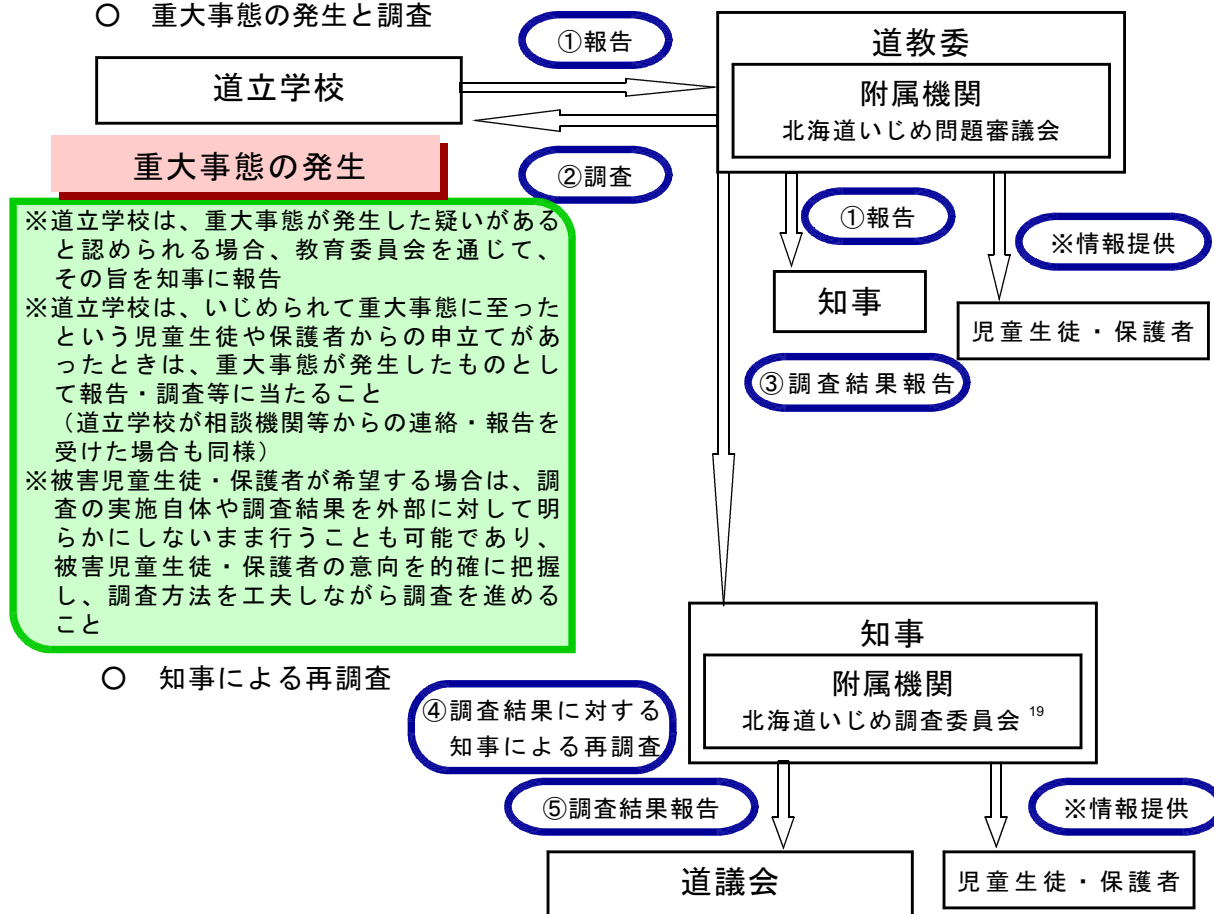 ○ 重大事態の発生と調査
①報告
道教委
道立学校
附属機関
北海道いじめ問題審議会
重大事態の発生
②調査
※道立学校は、重大事態が発生した疑いがある
と認められる場合、教育委員会を通じて、
その旨を知事に報告
※道立学校は、いじめられて重大事態に至った
という児童生徒や保護者からの申立てがあ
ったときは、重大事態が発生したものとし
て報告・調査等に当たること
（道立学校が相談機関等からの連絡・報告を
受けた場合も同様）
※被害児童生徒・保護者が希望する場合は、調
査の実施自体や調査結果を外部に対して明
らかにしないまま行うことも可能であり、
被害児童生徒・保護者の意向を的確に把握
し、調査方法を工夫しながら調査を進める
こと
①報告
※情報提供
知事
児童生徒・保護者
③調査結果報告
○ 知事による再調査
知事
附属機関
北海道いじめ調査委員会 19
④調査結果に対する
知事による再調査
⑤調査結果報告
※情報提供
道議会
児童生徒・保護者